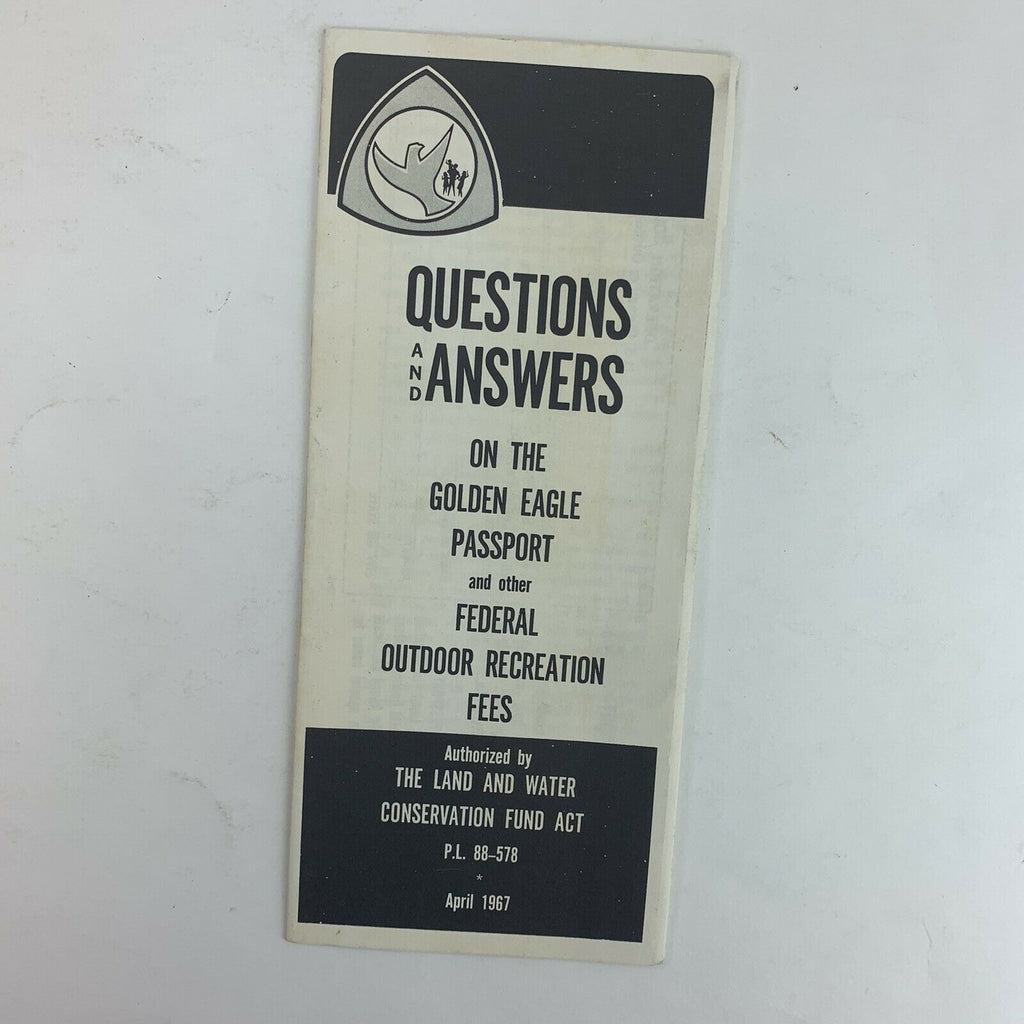 QUESTIONS
AND ANSWERS
ON THE
GOLDEN EAGLE
PASSPORT
and other
FEDERAL
OUTDOOR RECREATION
FEES
Authorized by
THE LAND AND WATER
CONSERVATION FUND ACT
P.L. 88-578
*
April 1967